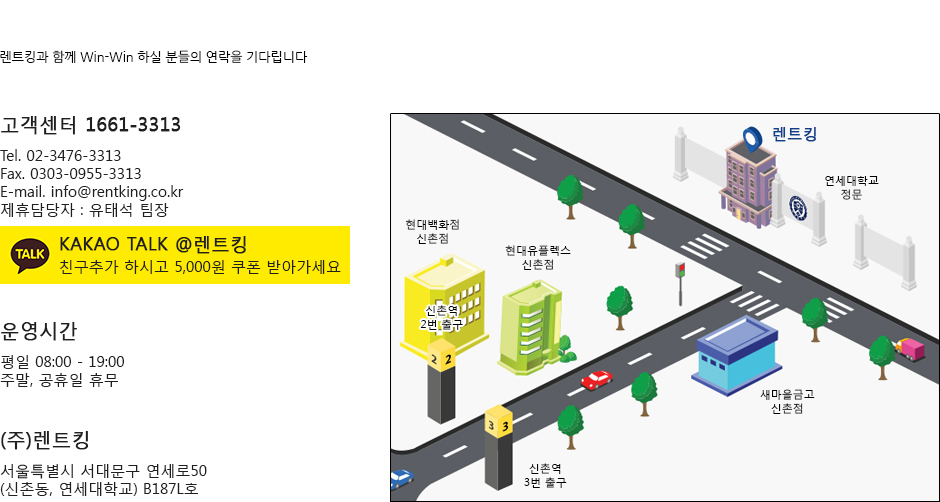 렌트킹과 함께 Win-Win 하실 분들의 연락을 기다립니다
고객센터 1661-3313
Tel. 02-3476-3313
Fax. 0303-0955-3313
E-mail. info@rentking.co.kr
제휴담당자 : 유태석 팀장
TALK
KAKAO TALK @렌트킹
친구추가 하시고 5,000원 쿠폰 받아가세요
운영시간
평일 08:00 - 19:00
주말, 공휴일 휴무
(주)렌트킹
서울특별시 서대문구 연세로50
(신촌동, 연세대학교) B187L호
렌트킹
연세대학교
정문
현대백화점
신촌점
현대유플렉스
신촌점
신촌역
2번 출구
2 2
새마을금고
신촌점
3 3
신촌역
3번 출구